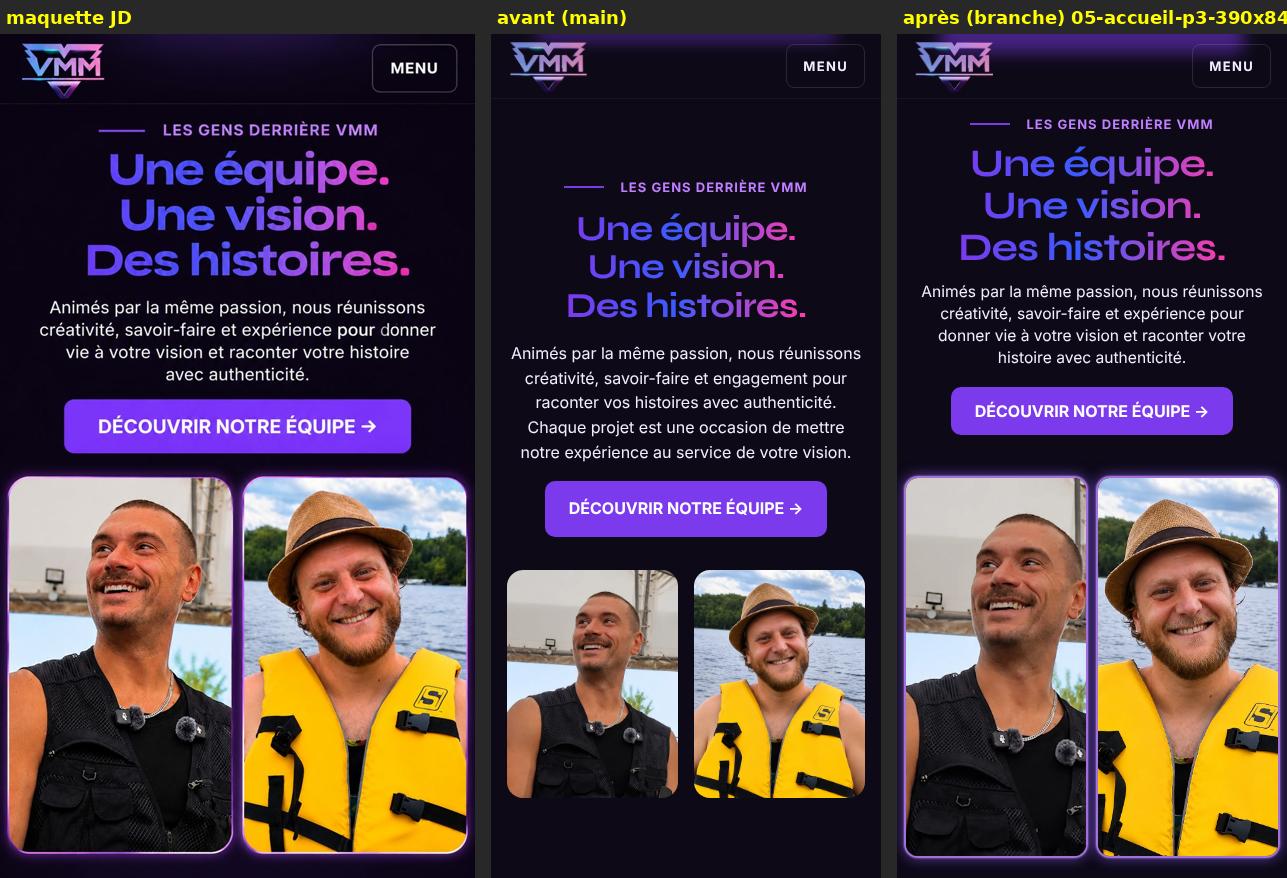 maquette JD
VMM
MENU
LES GENS DERRIÈRE VMM
Une équipe.
Une vision.
Des histoires.
Animés par la même passion, nous réunissons
créativité, savoir-faire et expérience pour donner
vie à votre vision et raconter votre histoire
avec authenticité.
DÉCOUVRIR NOTRE ÉQUIPE →
S
avant (main)
VMM
MENU
LES GENS DERRIÈRE VMM
Une équipe.
Une vision.
Des histoires.
Animés par la même passion, nous réunissons
créativité, savoir-faire et engagement pour
raconter vos histoires avec authenticité.
Chaque projet est une occasion de mettre
notre expérience au service de votre vision.
DÉCOUVRIR NOTRE ÉQUIPE →
S
après (branche) 05-accueil-p3-390x84
VMM
MENU
LES GENS DERRIÈRE VMM
Une équipe.
Une vision.
Des histoires.
Animés par la même passion, nous réunissons
créativité, savoir-faire et expérience pour
donner vie à votre vision et raconter votre
histoire avec authenticité.
DÉCOUVRIR NOTRE ÉQUIPE →
S